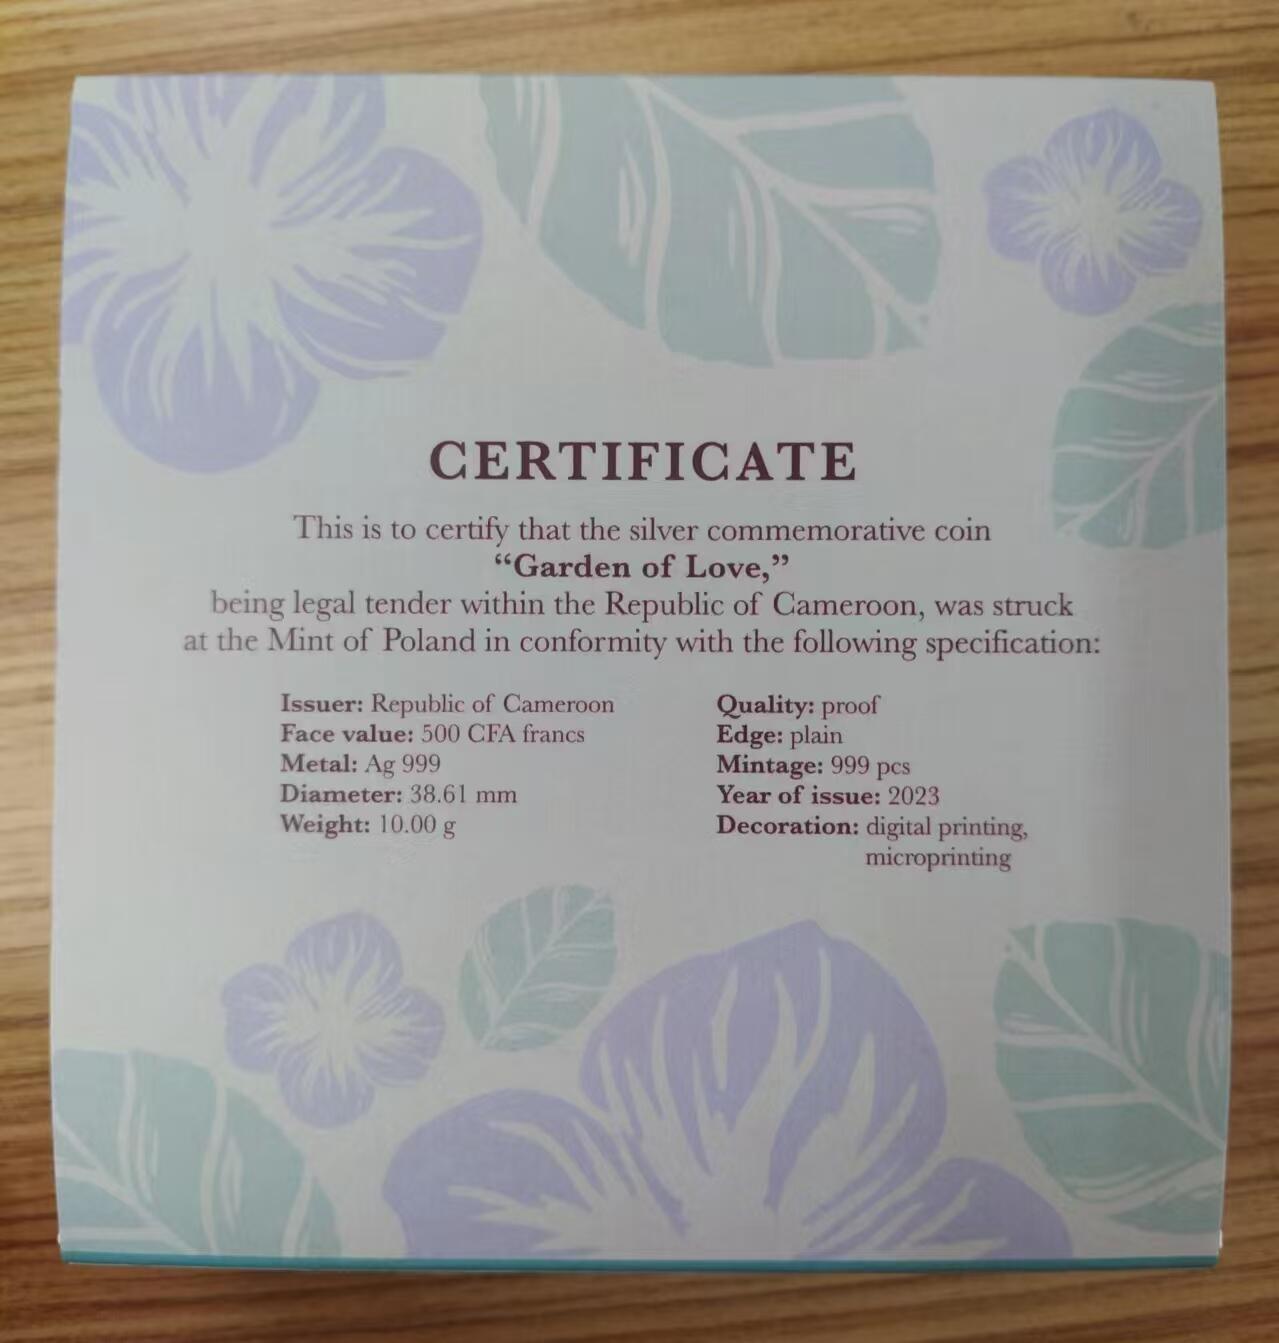 CERTIFICATE
This is to certify that the silver commemorative coin
“Garden of Love,”
being legal tender within the Republic of Cameroon, was struck
at the Mint of Poland in conformity with the following specification:
Issuer: Republic of Cameroon
Face value: 500 CFA francs
Metal: Ag 999
Diameter: 38.61 mm
Weight: 10.00 g
Quality: proof
Edge: plain
Mintage: 999 pcs
Year of issue: 2023
Decoration: digital printing,
microprinting